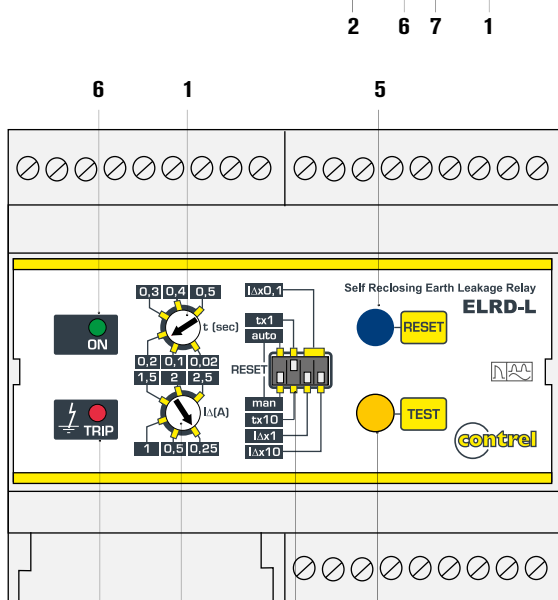 2 6 7 1
6 1 5
0,3 0,4 0,5
IΔx0,1
Self Reclosing Earth Leakage Relay
ELRD-L
ON
t (sec)
tx1
auto
RESET
0,2 0,1 0,02
1,5 2 2,5
RESET
TRIP
IΔ(A)
man
tx10
IΔx1
IΔx10
TEST
1 0,5 0,25
contrel